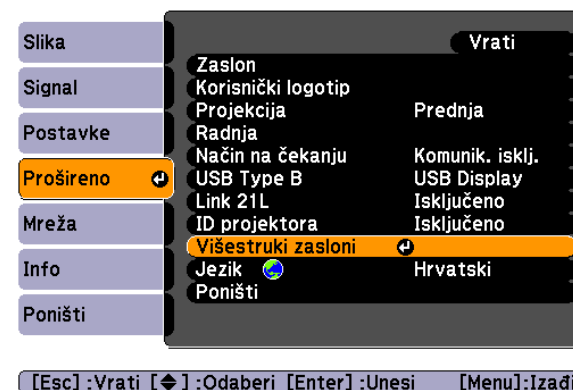 Slika
Signal
Postavke
Prošireno
Mreža
Info
Poništi
Vrati
Zaslon
Korisnički logotip
Projekcija Prednja
Radnja
Način na čekanju Komunik. isklj.
USB Type B USB Display
Link 21L Isključeno
ID projektora Isključeno
Višestruki zasloni
Jezik Hrvatski
Poništi
[Esc] :Vrati [◆] :Odaberi [Enter] :Unesi [Menu]:Izađi